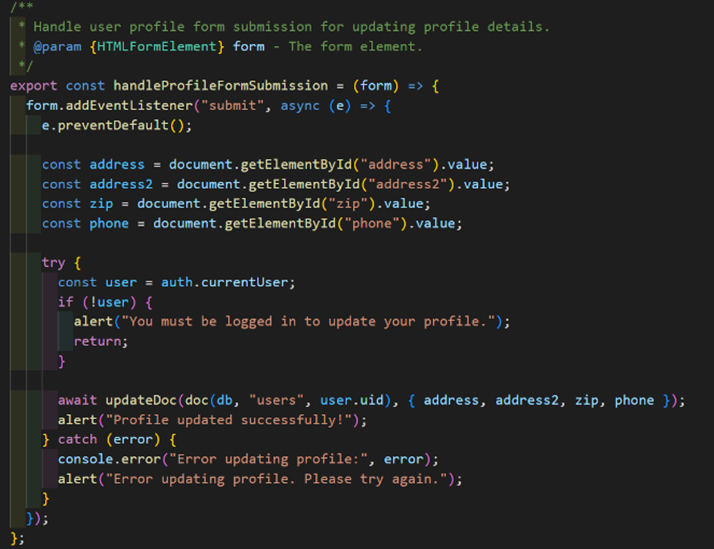 /**
 * Handle user profile form submission for updating profile details.
 * @param {HTMLFormElement} form - The form element.
 */
export const handleProfileFormSubmission = (form) => {
  form.addEventListener("submit", async (e) => {
    e.preventDefault();

    const address = document.getElementById("address").value;
    const address2 = document.getElementById("address2").value;
    const zip = document.getElementById("zip").value;
    const phone = document.getElementById("phone").value;

    try {
      const user = auth.currentUser;
      if (!user) {
        alert("You must be logged in to update your profile.");
        return;
      }

      await updateDoc(doc(db, "users", user.uid), { address, address2, zip, phone });
      alert("Profile updated successfully!");
    } catch (error) {
      console.error("Error updating profile:", error);
      alert("Error updating profile. Please try again.");
    }
  });
};